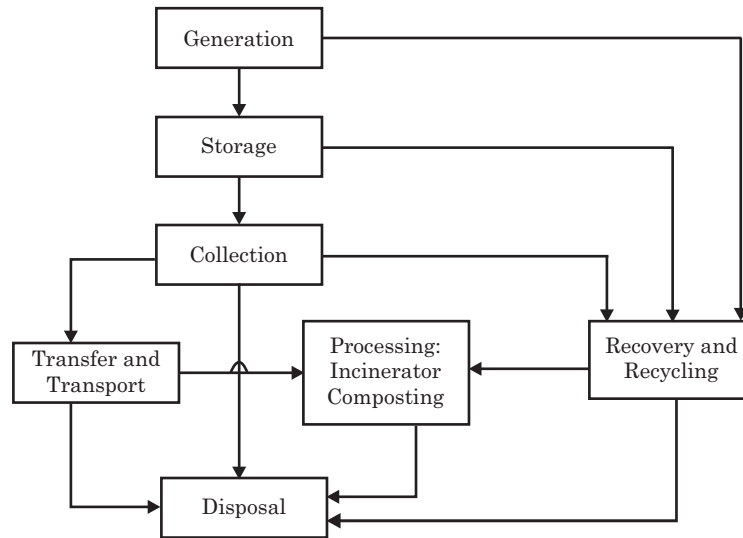 Generation
Storage
Collection
Transfer and
Transport
Processing:
Incinerator
Composting
Recovery and
Recycling
Disposal